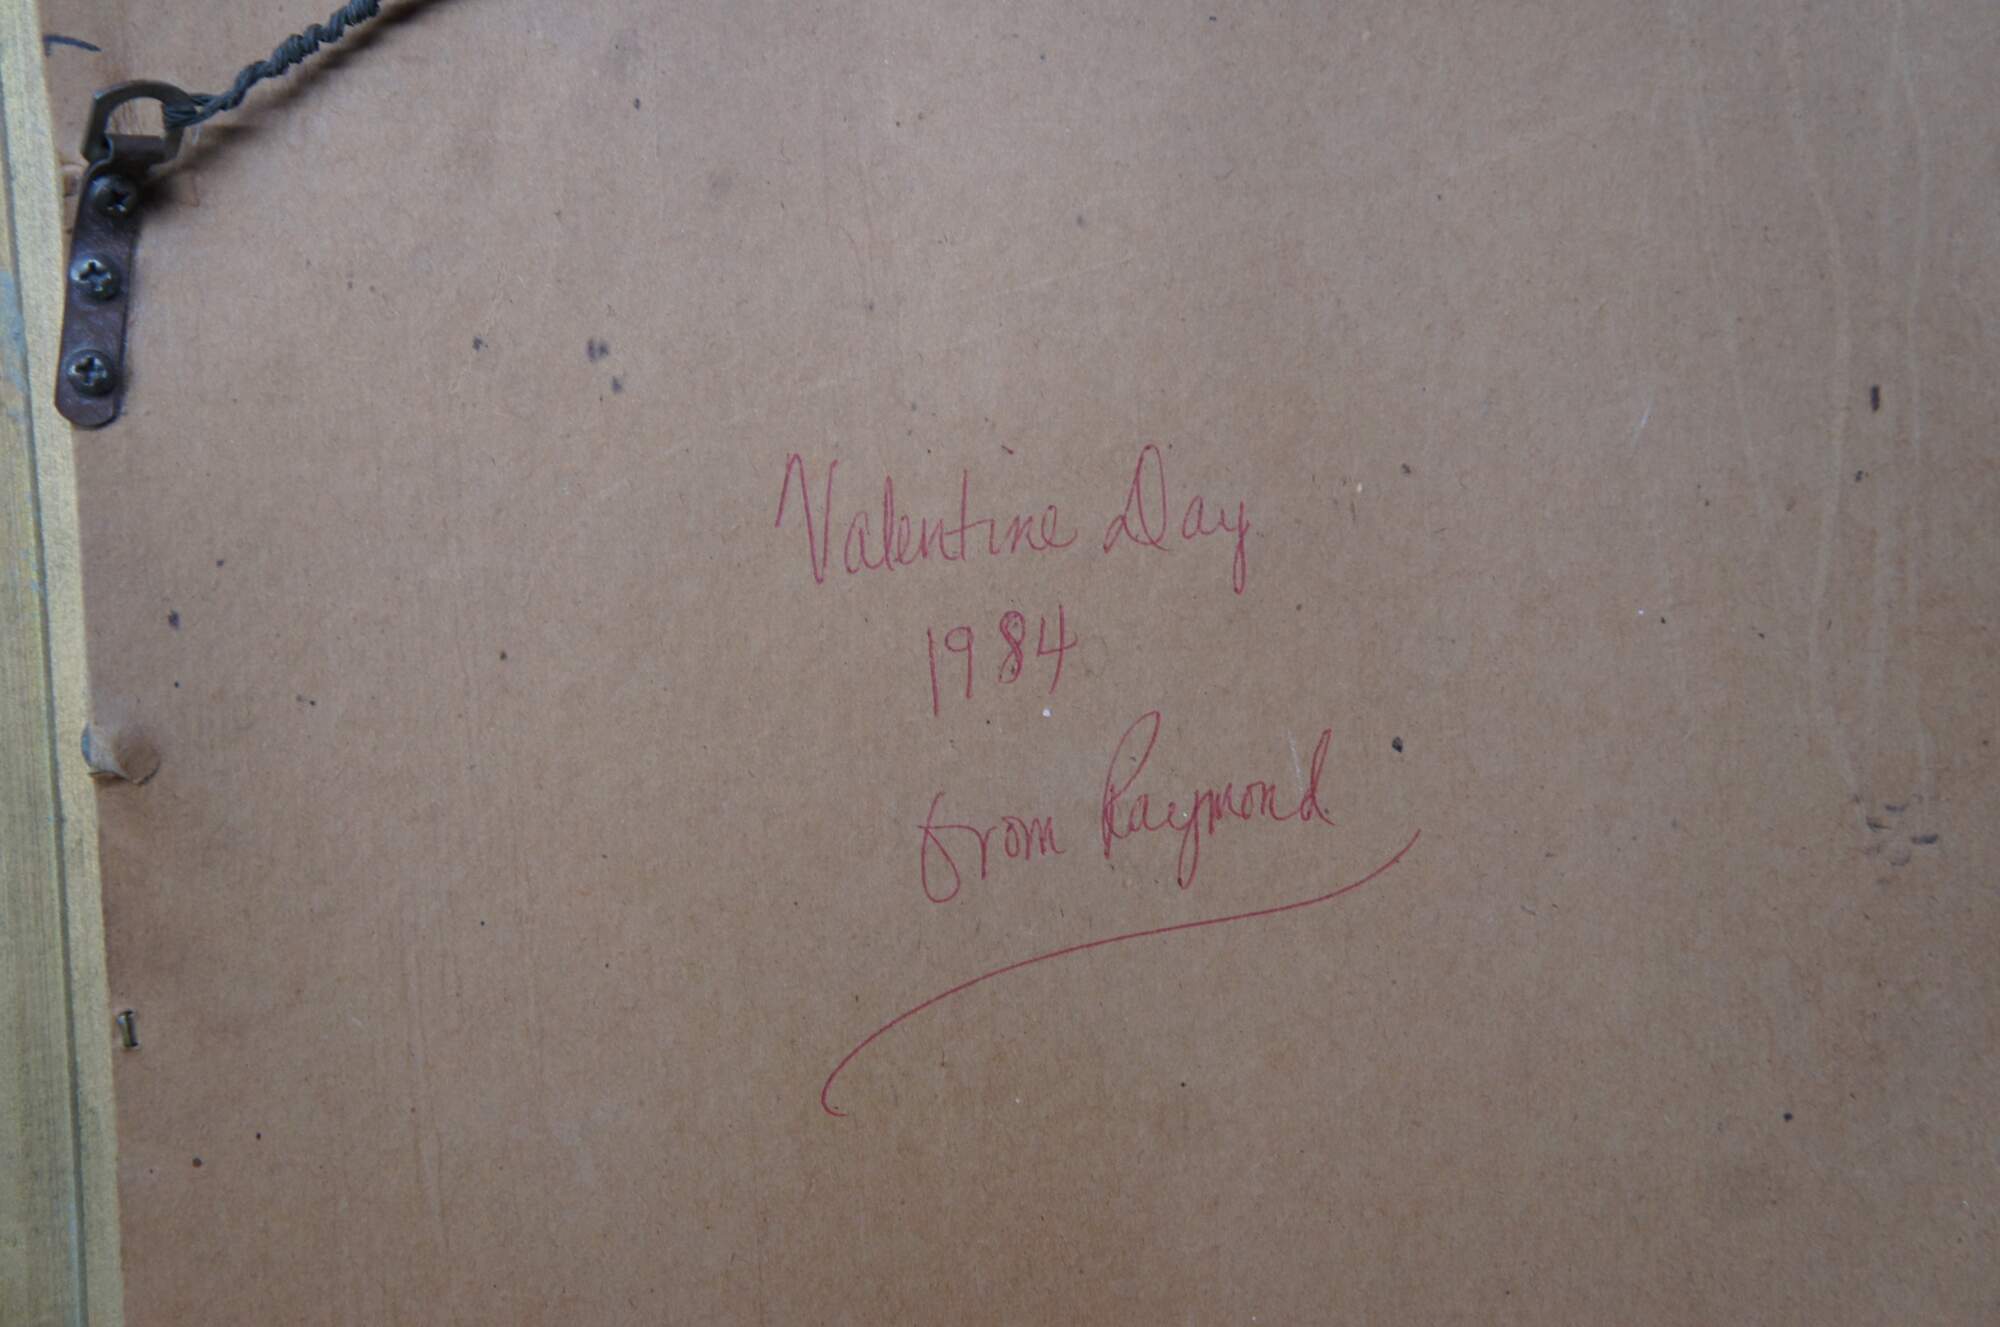 Valentine Day
1984
from Raymond